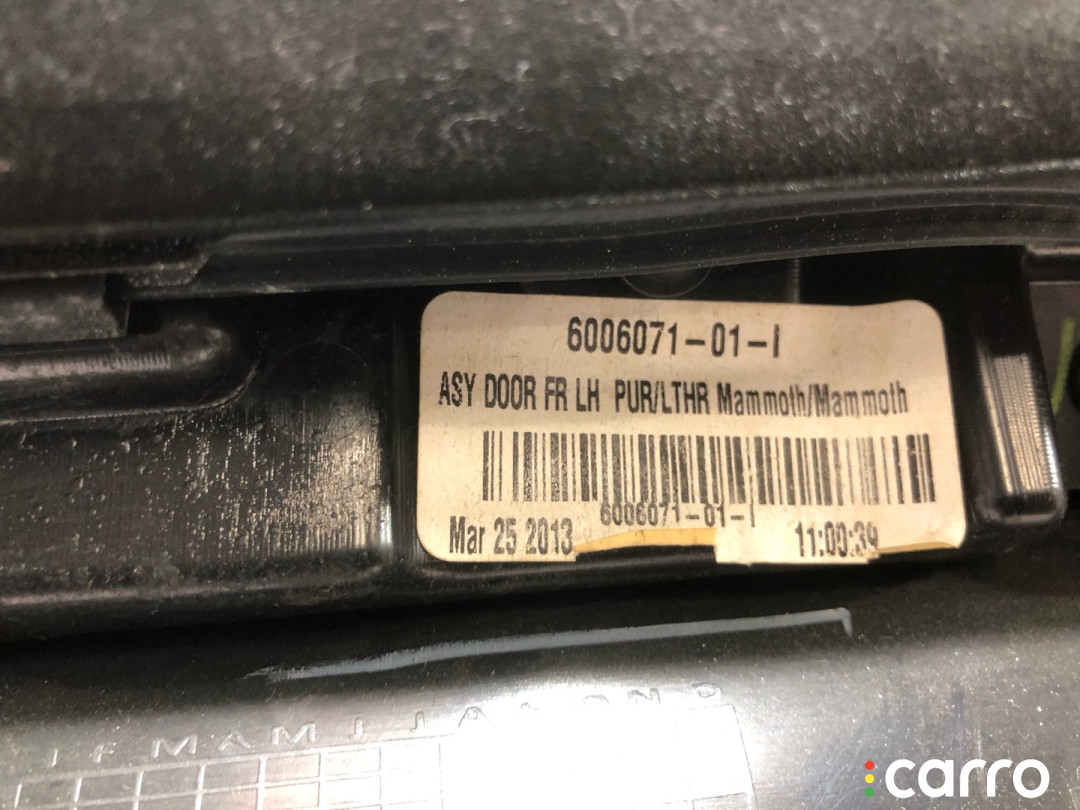 6006071-01-I
ASY DOOR FR LH PUR/LTHR Mammoth/Mammoth
6006071-01-I
Mar 25 2013 11:00:39
J F M A M J J A S O N D
carro